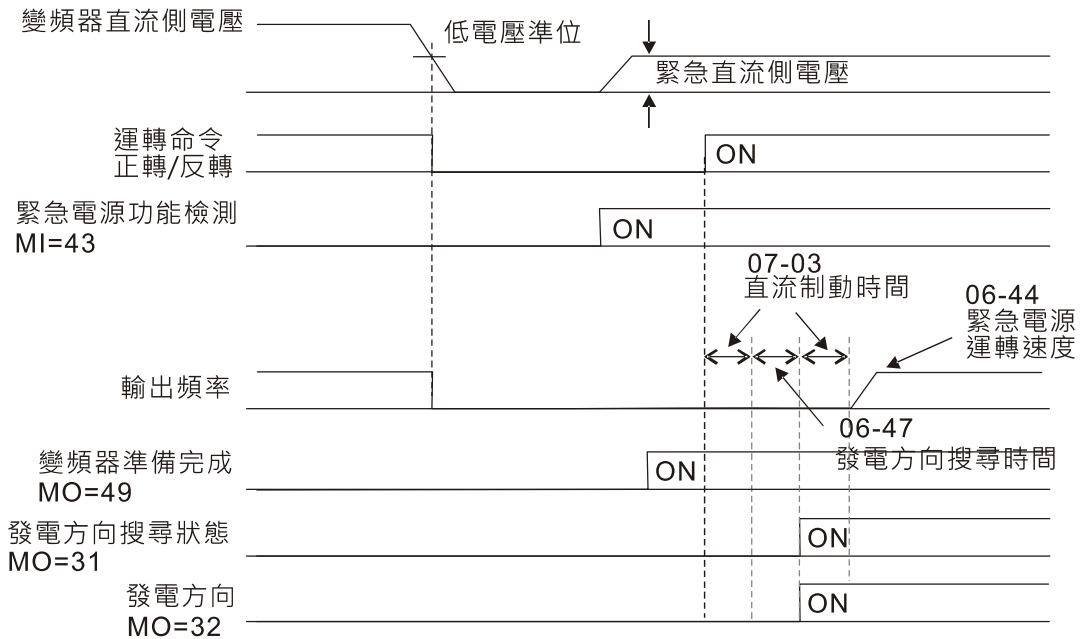 變頻器直流側電壓
低電壓準位
緊急直流側電壓
運轉命令
正轉/反轉
ON
緊急電源功能檢測
MI=43
ON
07-03
直流制動時間
06-44
緊急電源
運轉速度
輸出頻率
06-47
發電方向搜尋時間
變頻器準備完成
MO=49
ON
發電方向搜尋狀態
MO=31
ON
發電方向
MO=32
ON